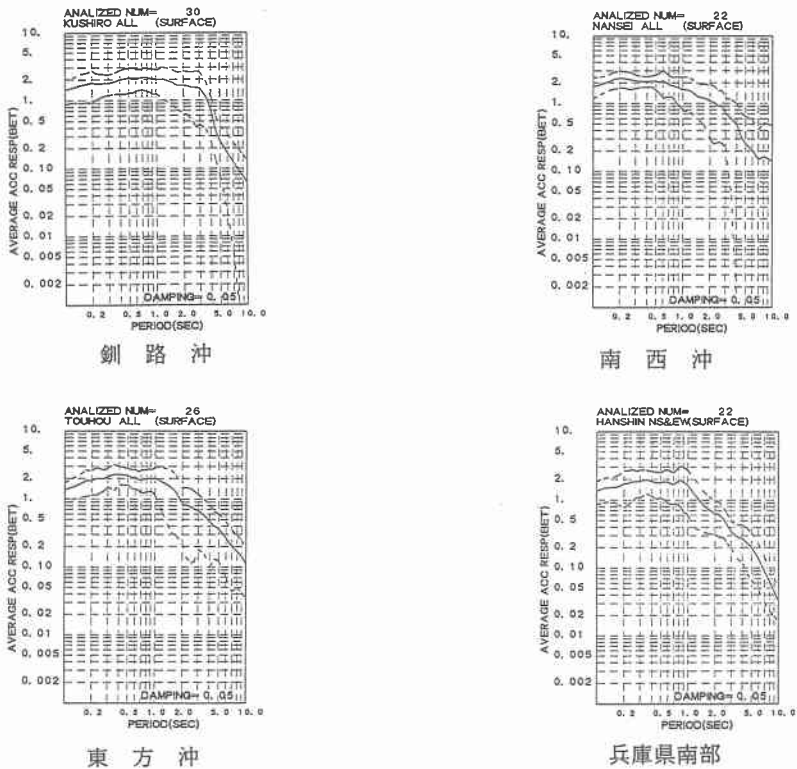 ANALIZED NUM= 30
KUSHIRO ALL (SURFACE)
10.
5.
2.
1.
0. 5
0. 2
0. 10
0. 05
0. 02
0. 01
0. 005
0. 002
AVERAGE ACC RESP(BET)
DAMPING= 0. 05
0. 2 0. 5 1. 0 2. 0 5. 0 10. 0
PERIOD(SEC)
釧路沖
ANALIZED NUM= 22
NANSEI ALL (SURFACE)
10.
5.
2.
1.
0. 5
0. 2
0. 10
0. 05
0. 02
0. 01
0. 005
0. 002
AVERAGE ACC RESP(BET)
DAMPING= 0. 05
0. 2 0. 5 1. 0 2. 0 5. 0 10. 0
PERIOD(SEC)
南西沖
ANALIZED NUM= 26
TOUHOU ALL (SURFACE)
10.
5.
2.
1.
0. 5
0. 2
0. 10
0. 05
0. 02
0. 01
0. 005
0. 002
AVERAGE ACC RESP(BET)
DAMPING= 0. 05
0. 2 0. 5 1. 0 2. 0 5. 0 10. 0
PERIOD(SEC)
東方沖
ANALIZED NUM= 22
HANSHIN NS&EW(SURFACE)
10.
5.
2.
1.
0. 5
0. 2
0. 10
0. 05
0. 02
0. 01
0. 005
0. 002
AVERAGE ACC RESP(BET)
DAMPING= 0. 05
0. 2 0. 5 1. 0 2. 0 5. 0 10. 0
PERIOD(SEC)
兵庫県南部